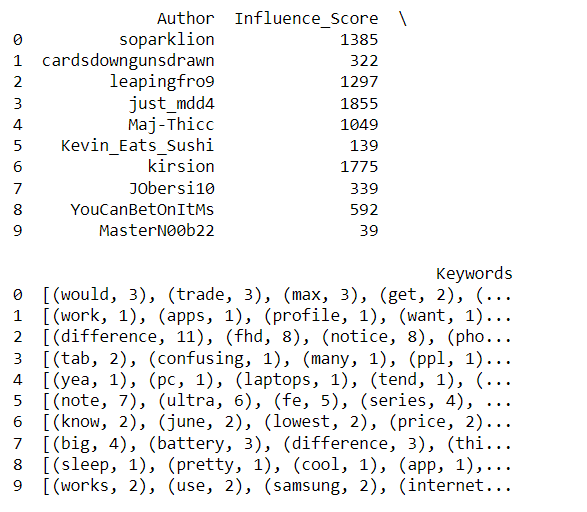 Author Influence_Score \
0 soparklion 1385
1 cardsdowngunsdrawn 322
2 leapingfro9 1297
3 just_mdd4 1855
4 Maj-Thicc 1049
5 Kevin_Eats_Sushi 139
6 kirsion 1775
7 JObersi10 339
8 YouCanBetOnItMs 592
9 MasterN00b22 39
Keywords
0 [(would, 3), (trade, 3), (max, 3), (get, 2), (...
1 [(work, 1), (apps, 1), (profile, 1), (want, 1)...
2 [(difference, 11), (fhd, 8), (notice, 8), (pho...
3 [(tab, 2), (confusing, 1), (many, 1), (ppl, 1)...
4 [(yea, 1), (pc, 1), (laptops, 1), (tend, 1), (...
5 [(note, 7), (ultra, 6), (fe, 5), (series, 4), ...
6 [(know, 2), (june, 2), (lowest, 2), (price, 2)...
7 [(big, 4), (battery, 3), (difference, 3), (thi...
8 [(sleep, 1), (pretty, 1), (cool, 1), (app, 1),...
9 [(works, 2), (use, 2), (samsung, 2), (internet...